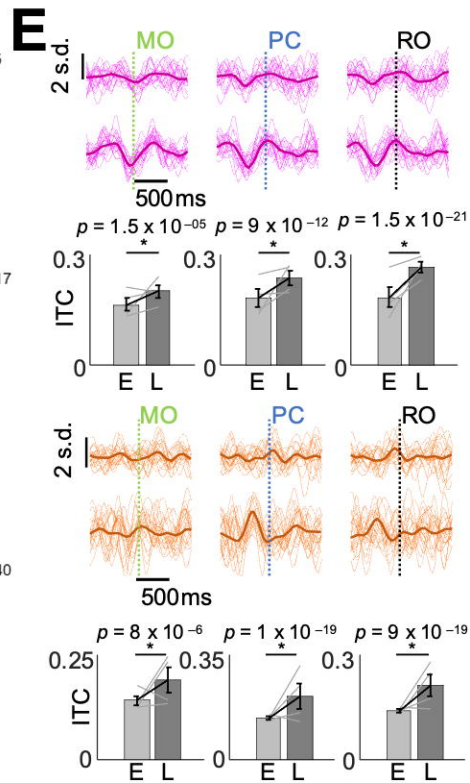 E
MO PC RO
2 s.d.
500ms
p = 1.5 x 10 −05 p = 9 x 10 −12 p = 1.5 x 10 −21
* * *
0.3 0.3 0.3
17
ITC
0 0 0
E L E L E L
MO PC RO
2 s.d.
40
500ms
p = 8 x 10 −6 p = 1 x 10 −19 p = 9 x 10 −19
* * *
0.25 0.35 0.3
ITC
0 0 0
E L E L E L